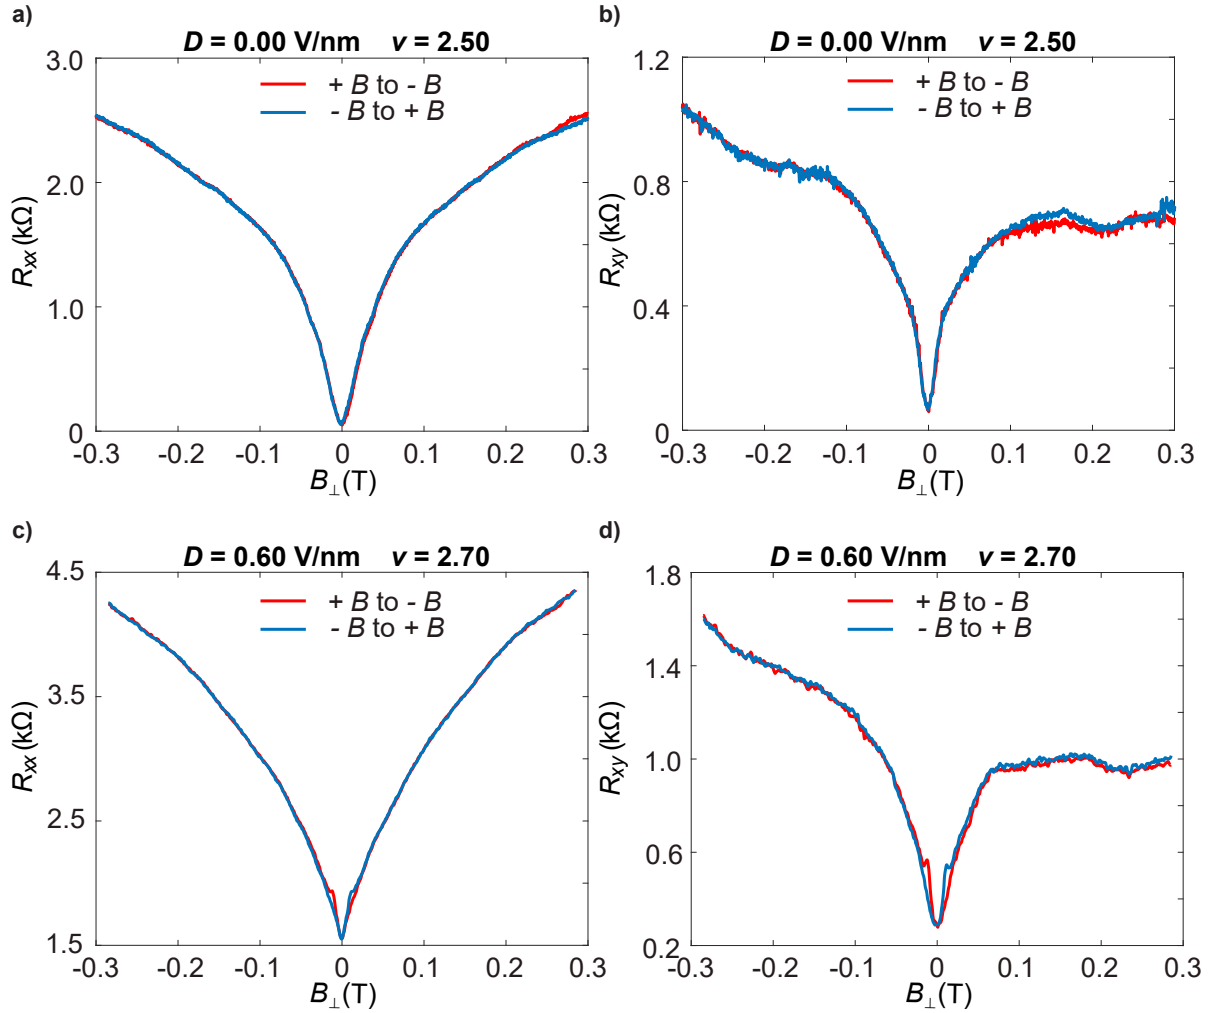 a)
D = 0.00 V/nm ν = 2.50
+ B to - B
- B to + B
3.0
2.0
1.0
0
Rxx (kΩ)
-0.3 -0.2 -0.1 0 0.1 0.2 0.3
B⊥(T)
b)
D = 0.00 V/nm ν = 2.50
+ B to - B
- B to + B
1.2
0.8
0.4
0
Rxy (kΩ)
-0.3 -0.2 -0.1 0 0.1 0.2 0.3
B⊥(T)
c)
D = 0.60 V/nm ν = 2.70
+ B to - B
- B to + B
4.5
3.5
2.5
1.5
Rxx (kΩ)
-0.3 -0.2 -0.1 0 0.1 0.2 0.3
B⊥(T)
d)
D = 0.60 V/nm ν = 2.70
+ B to - B
- B to + B
1.8
1.4
1.0
0.6
0.2
Rxy (kΩ)
-0.3 -0.2 -0.1 0 0.1 0.2 0.3
B⊥(T)